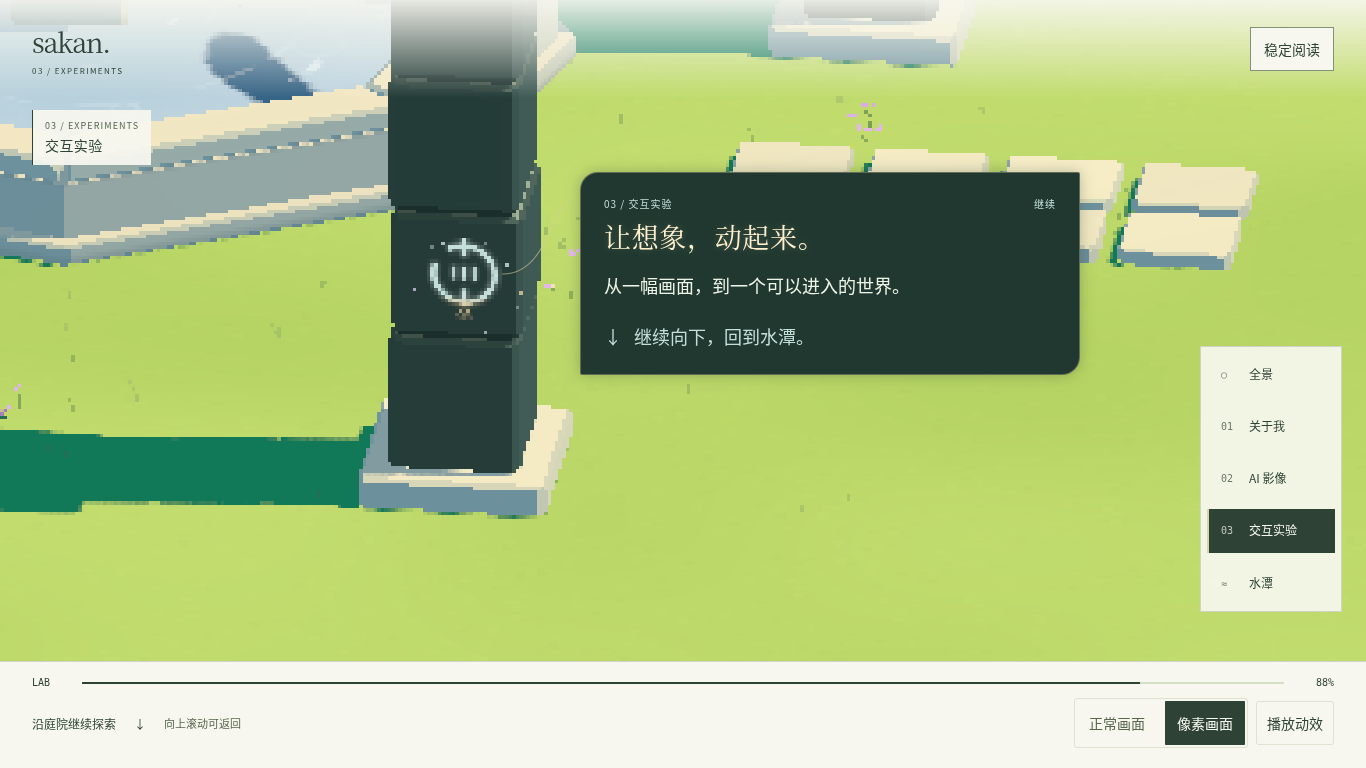 sakan.
03 / EXPERIMENTS
稳定阅读
03 / EXPERIMENTS
交互实验
03 / 交互实验
继续
让想象，动起来。
从一幅画面，到一个可以进入的世界。
↓ 继续向下，回到水潭。
○ 全景
01 关于我
02 AI 影像
03 交互实验
≈ 水潭
LAB
88%
沿庭院继续探索 ↓ 向上滚动可返回
正常画面
像素画面
播放动效